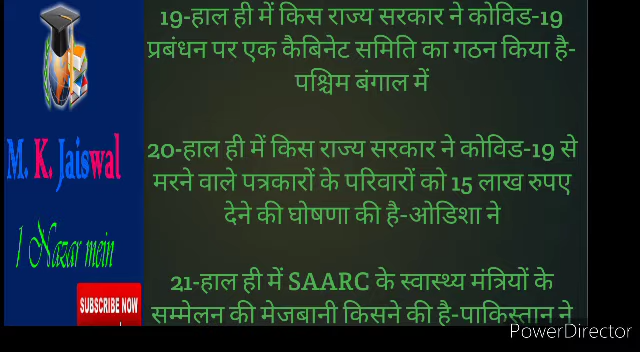 19-हाल ही में किस राज्य सरकार ने कोविड-19
प्रबंधन पर एक कैबिनेट समिति का गठन किया है-
पश्चिम बंगाल में
20-हाल ही में किस राज्य सरकार ने कोविड-19 से
मरने वाले पत्रकारों के परिवारों को 15 लाख रुपए
देने की घोषणा की है-ओडिशा ने
21-हाल ही में SAARC के स्वास्थ्य मंत्रियों के
सम्मेलन की मेजबानी किसने की है-पाकिस्तान ने
M. K. Jaiswal
1 Nazar mein
SUBSCRIBE NOW
PowerDirector